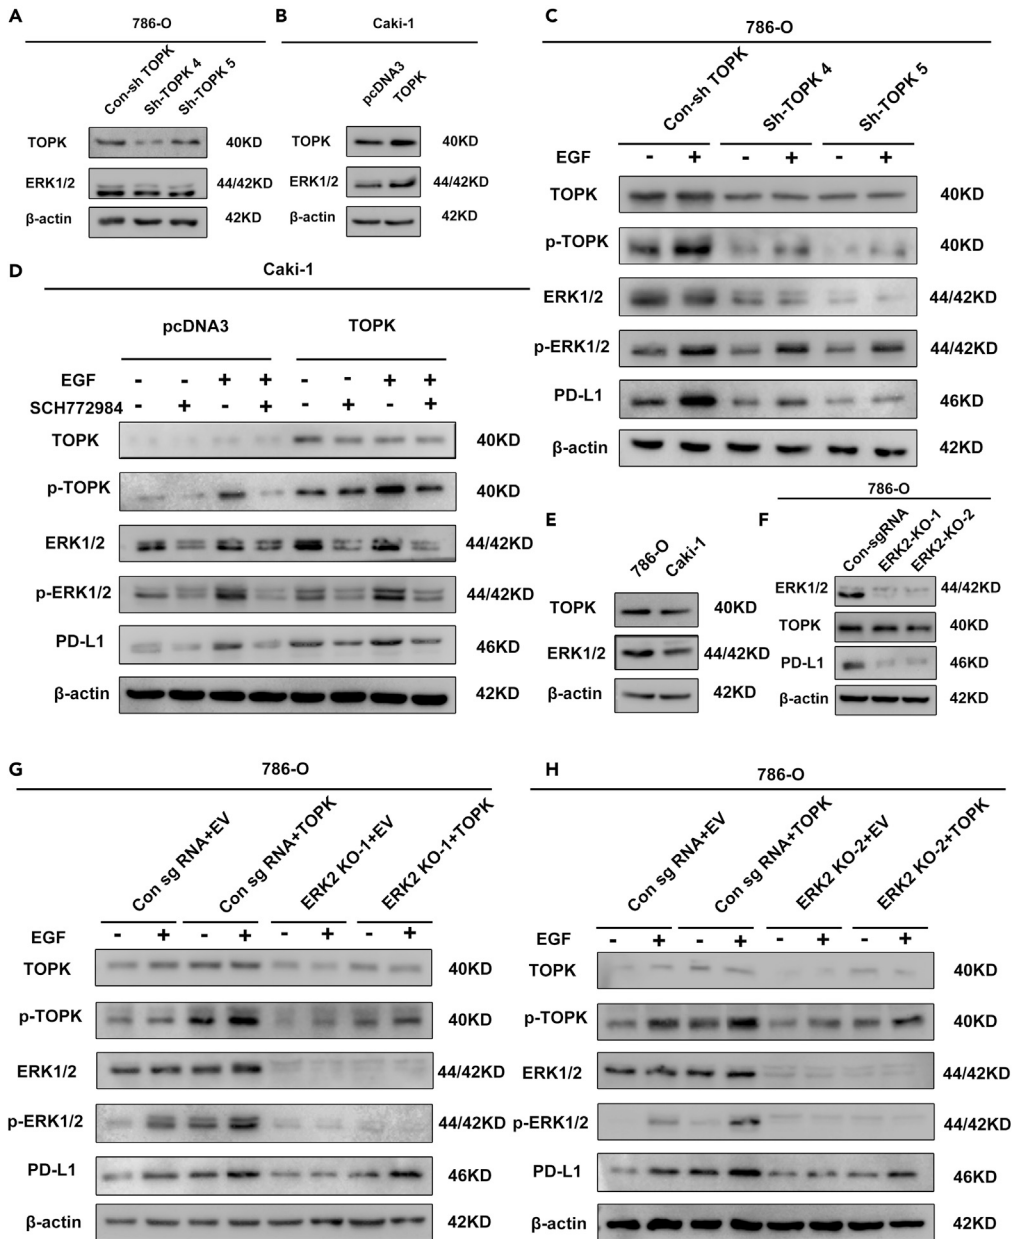 A
786-O
Con-sh TOPK
Sh-TOPK 4
Sh-TOPK 5
TOPK 40KD
ERK1/2 44/42KD
β-actin 42KD
B
Caki-1
pcDNA3
TOPK
TOPK 40KD
ERK1/2 44/42KD
β-actin 42KD
C
786-O
Con-sh TOPK
Sh-TOPK 4
Sh-TOPK 5
EGF - + - + - +
TOPK 40KD
p-TOPK 40KD
ERK1/2 44/42KD
p-ERK1/2 44/42KD
PD-L1 46KD
β-actin 42KD
D
Caki-1
pcDNA3 TOPK
EGF - - + + - - + +
SCH772984 - + - + - + - +
TOPK 40KD
p-TOPK 40KD
ERK1/2 44/42KD
p-ERK1/2 44/42KD
PD-L1 46KD
β-actin 42KD
E
786-O
Caki-1
TOPK 40KD
ERK1/2 44/42KD
β-actin 42KD
F
786-O
Con-sgRNA
ERK2-KO-1
ERK2-KO-2
ERK1/2 44/42KD
TOPK 40KD
PD-L1 46KD
β-actin 42KD
G
786-O
Con sg RNA+EV
Con sg RNA+TOPK
ERK2 KO-1+EV
ERK2 KO-1+TOPK
EGF - + - + - + - +
TOPK 40KD
p-TOPK 40KD
ERK1/2 44/42KD
p-ERK1/2 44/42KD
PD-L1 46KD
β-actin 42KD
H
786-O
Con sg RNA+EV
Con sg RNA+TOPK
ERK2 KO-2+EV
ERK2 KO-2+TOPK
EGF - + - + - + - +
TOPK 40KD
p-TOPK 40KD
ERK1/2 44/42KD
p-ERK1/2 44/42KD
PD-L1 46KD
β-actin 42KD